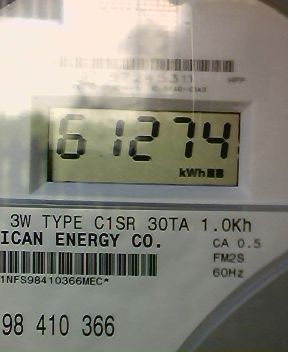 61274
kWh
3W TYPE C1SR 30TA 1.0Kh
ICAN ENERGY CO.
CA 0.5
FM2S
60Hz
1NFS98410366MEC*
98 410 366